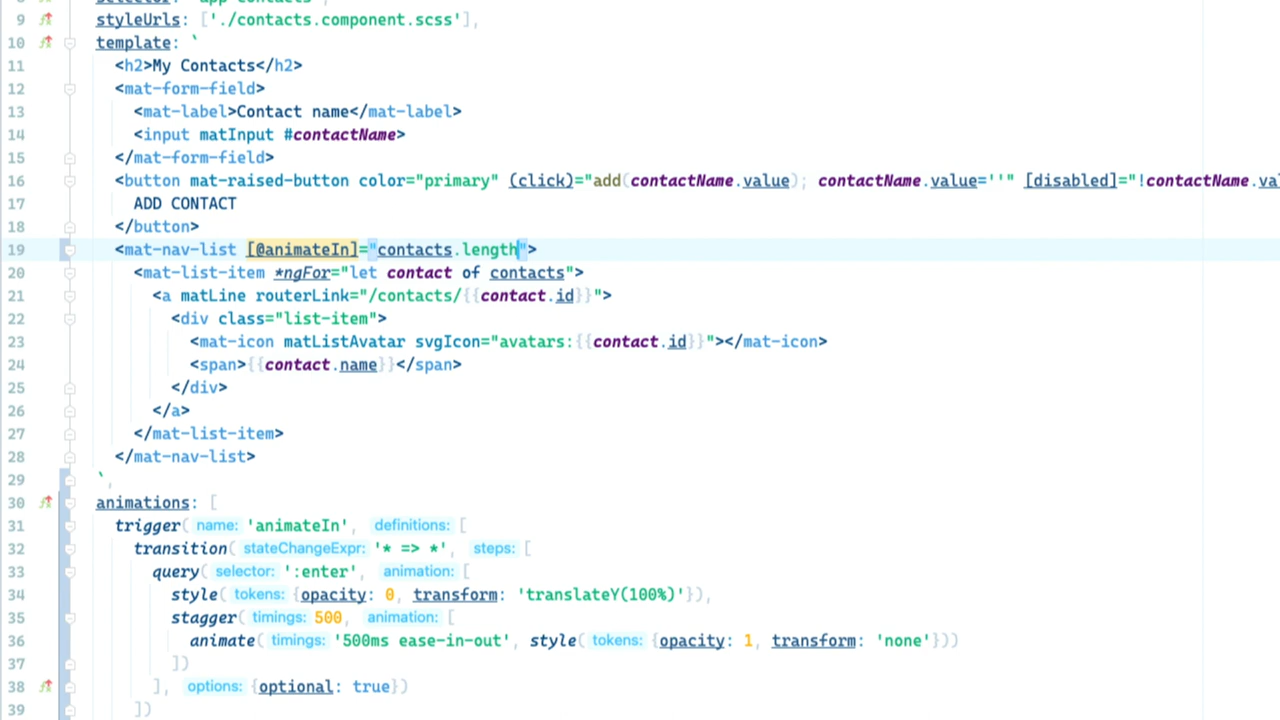 9 styleUrls: ['./contacts.component.scss'],
10 template: `
11 <h2>My Contacts</h2>
12 <mat-form-field>
13 <mat-label>Contact name</mat-label>
14 <input matInput #contactName>
15 </mat-form-field>
16 <button mat-raised-button color="primary" (click)="add(contactName.value); contactName.value=''" [disabled]="!contactName.va
17 ADD CONTACT
18 </button>
19 <mat-nav-list [@animateIn]="contacts.length">
20 <mat-list-item *ngFor="let contact of contacts">
21 <a matLine routerLink="/contacts/{{contact.id}}">
22 <div class="list-item">
23 <mat-icon matListAvatar svgIcon="avatars:{{contact.id}}"></mat-icon>
24 <span>{{contact.name}}</span>
25 </div>
26 </a>
27 </mat-list-item>
28 </mat-nav-list>
29 `,
30 animations: [
31 trigger( name: 'animateIn', definitions: [
32 transition( stateChangeExpr: '* => *', steps: [
33 query( selector: ':enter', animation: [
34 style( tokens: {opacity: 0, transform: 'translateY(100%)'}),
35 stagger( timings: 500, animation: [
36 animate( timings: '500ms ease-in-out', style( tokens: {opacity: 1, transform: 'none'}))
37 ])
38 ], options: {optional: true})
39 ])